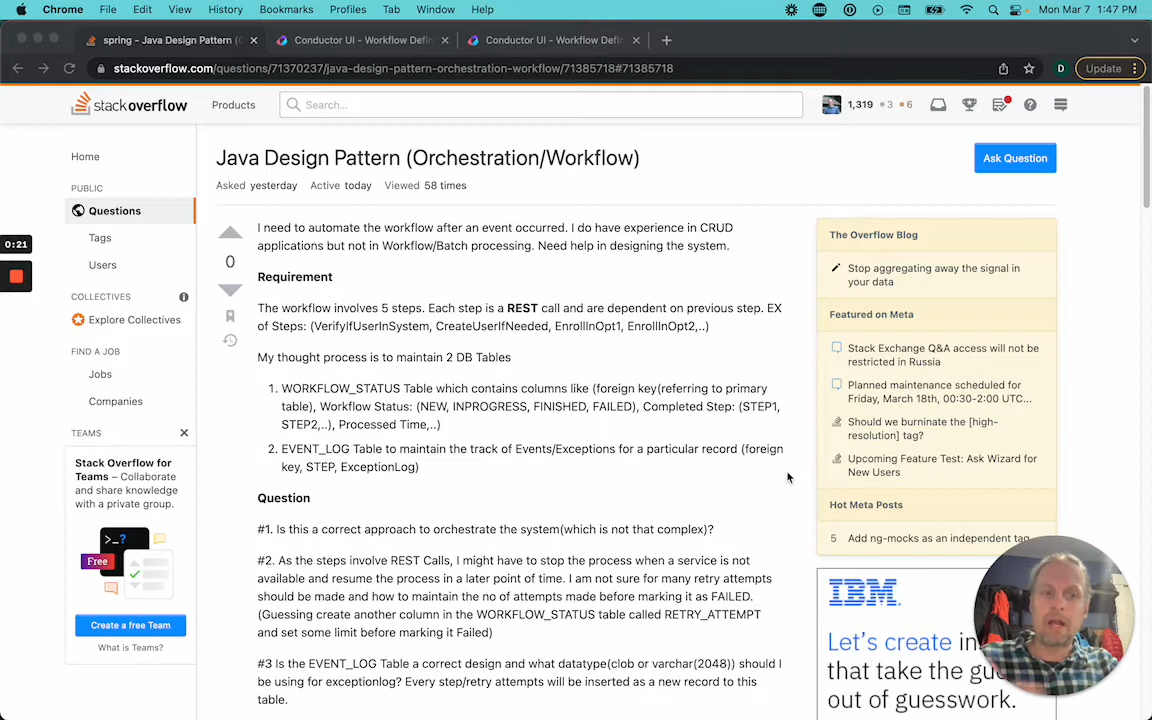 Chrome File Edit View History Bookmarks Profiles Tab Window Help Mon Mar 7 1:47 PM
spring - Java Design Pattern (O Conductor UI - Workflow Defin Conductor UI - Workflow Defin
stackoverflow.com/questions/71370237/java-design-pattern-orchestration-workflow/71385718#71385718 D Update
stackoverflow Products Search... 1,319 3 6
Home
PUBLIC
Questions
Tags
Users
COLLECTIVES
Explore Collectives
FIND A JOB
Jobs
Companies
TEAMS
Stack Overflow for
Teams – Collaborate
and share knowledge
with a private group.
>_?
Free
Create a free Team
What is Teams?
0:21
Java Design Pattern (Orchestration/Workflow)
Ask Question
Asked yesterday Active today Viewed 58 times
0
I need to automate the workflow after an event occurred. I do have experience in CRUD
applications but not in Workflow/Batch processing. Need help in designing the system.
Requirement
The workflow involves 5 steps. Each step is a REST call and are dependent on previous step. EX
of Steps: (VerifyIfUserInSystem, CreateUserIfNeeded, EnrollInOpt1, EnrollInOpt2,..)
My thought process is to maintain 2 DB Tables
1. WORKFLOW_STATUS Table which contains columns like (foreign key(referring to primary
table), Workflow Status: (NEW, INPROGRESS, FINISHED, FAILED), Completed Step: (STEP1,
STEP2,..), Processed Time,..)
2. EVENT_LOG Table to maintain the track of Events/Exceptions for a particular record (foreign
key, STEP, ExceptionLog)
Question
#1. Is this a correct approach to orchestrate the system(which is not that complex)?
#2. As the steps involve REST Calls, I might have to stop the process when a service is not
available and resume the process in a later point of time. I am not sure for many retry attempts
should be made and how to maintain the no of attempts made before marking it as FAILED.
(Guessing create another column in the WORKFLOW_STATUS table called RETRY_ATTEMPT
and set some limit before marking it Failed)
#3 Is the EVENT_LOG Table a correct design and what datatype(clob or varchar(2048)) should I
be using for exceptionlog? Every step/retry attempts will be inserted as a new record to this
table.
The Overflow Blog
Stop aggregating away the signal in
your data
Featured on Meta
Stack Exchange Q&A access will not be
restricted in Russia
Planned maintenance scheduled for
Friday, March 18th, 00:30-2:00 UTC...
Should we burninate the [high-
resolution] tag?
Upcoming Feature Test: Ask Wizard for
New Users
Hot Meta Posts
5 Add ng-mocks as an independent tag
IBM.
Let's create in
that take the gu
out of guesswork.